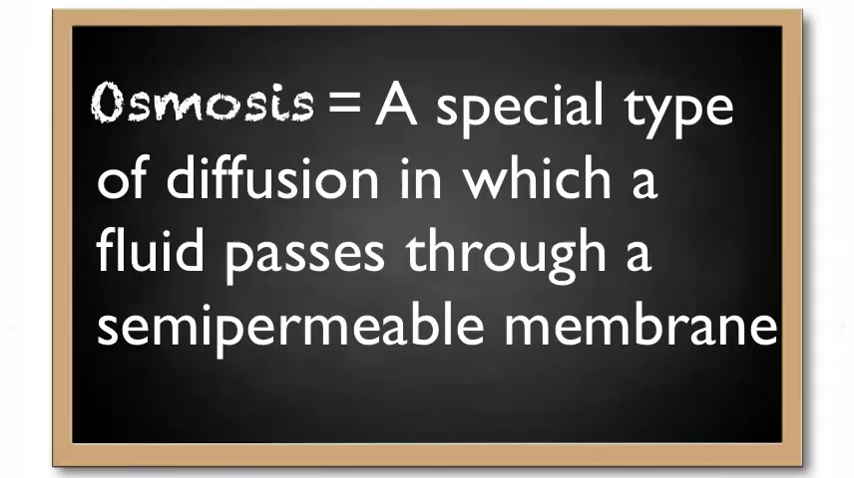 Osmosis = A special type
of diffusion in which a
fluid passes through a
semipermeable membrane